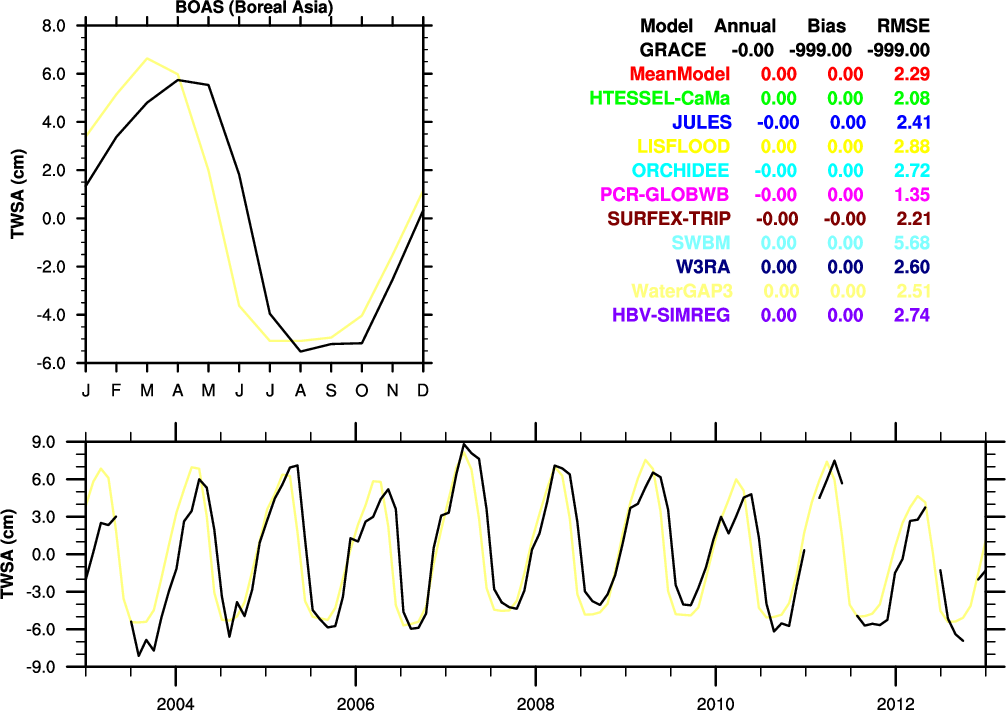 BOAS (Boreal Asia)
8.0
6.0
4.0
2.0
0.0
-2.0
-4.0
-6.0
TWSA (cm)
J F M A M J J A S O N D
Model Annual Bias RMSE
GRACE -0.00 -999.00 -999.00
MeanModel 0.00 0.00 2.29
HTESSEL-CaMa 0.00 0.00 2.08
JULES -0.00 0.00 2.41
LISFLOOD 0.00 0.00 2.88
ORCHIDEE -0.00 0.00 2.72
PCR-GLOBWB -0.00 0.00 1.35
SURFEX-TRIP -0.00 -0.00 2.21
SWBM 0.00 0.00 5.68
W3RA 0.00 0.00 2.60
WaterGAP3 0.00 0.00 2.51
HBV-SIMREG 0.00 0.00 2.74
9.0
6.0
3.0
0.0
-3.0
-6.0
-9.0
TWSA (cm)
2004 2006 2008 2010 2012